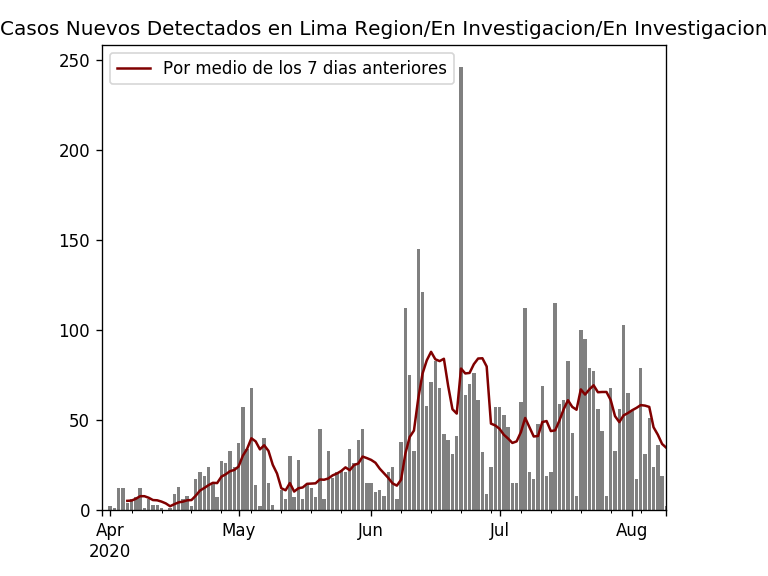 Casos Nuevos Detectados en Lima Region/En Investigacion/En Investigacion
Por medio de los 7 dias anteriores
250
200
150
100
50
0
Apr May Jun Jul Aug
2020